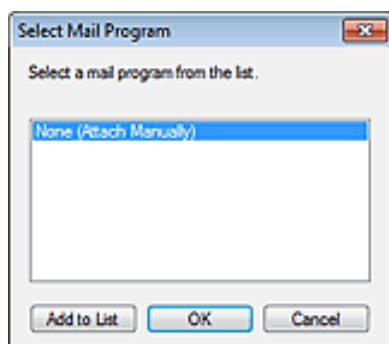 Select Mail Program
Select a mail program from the list.
None (Attach Manually)
Add to List
OK
Cancel